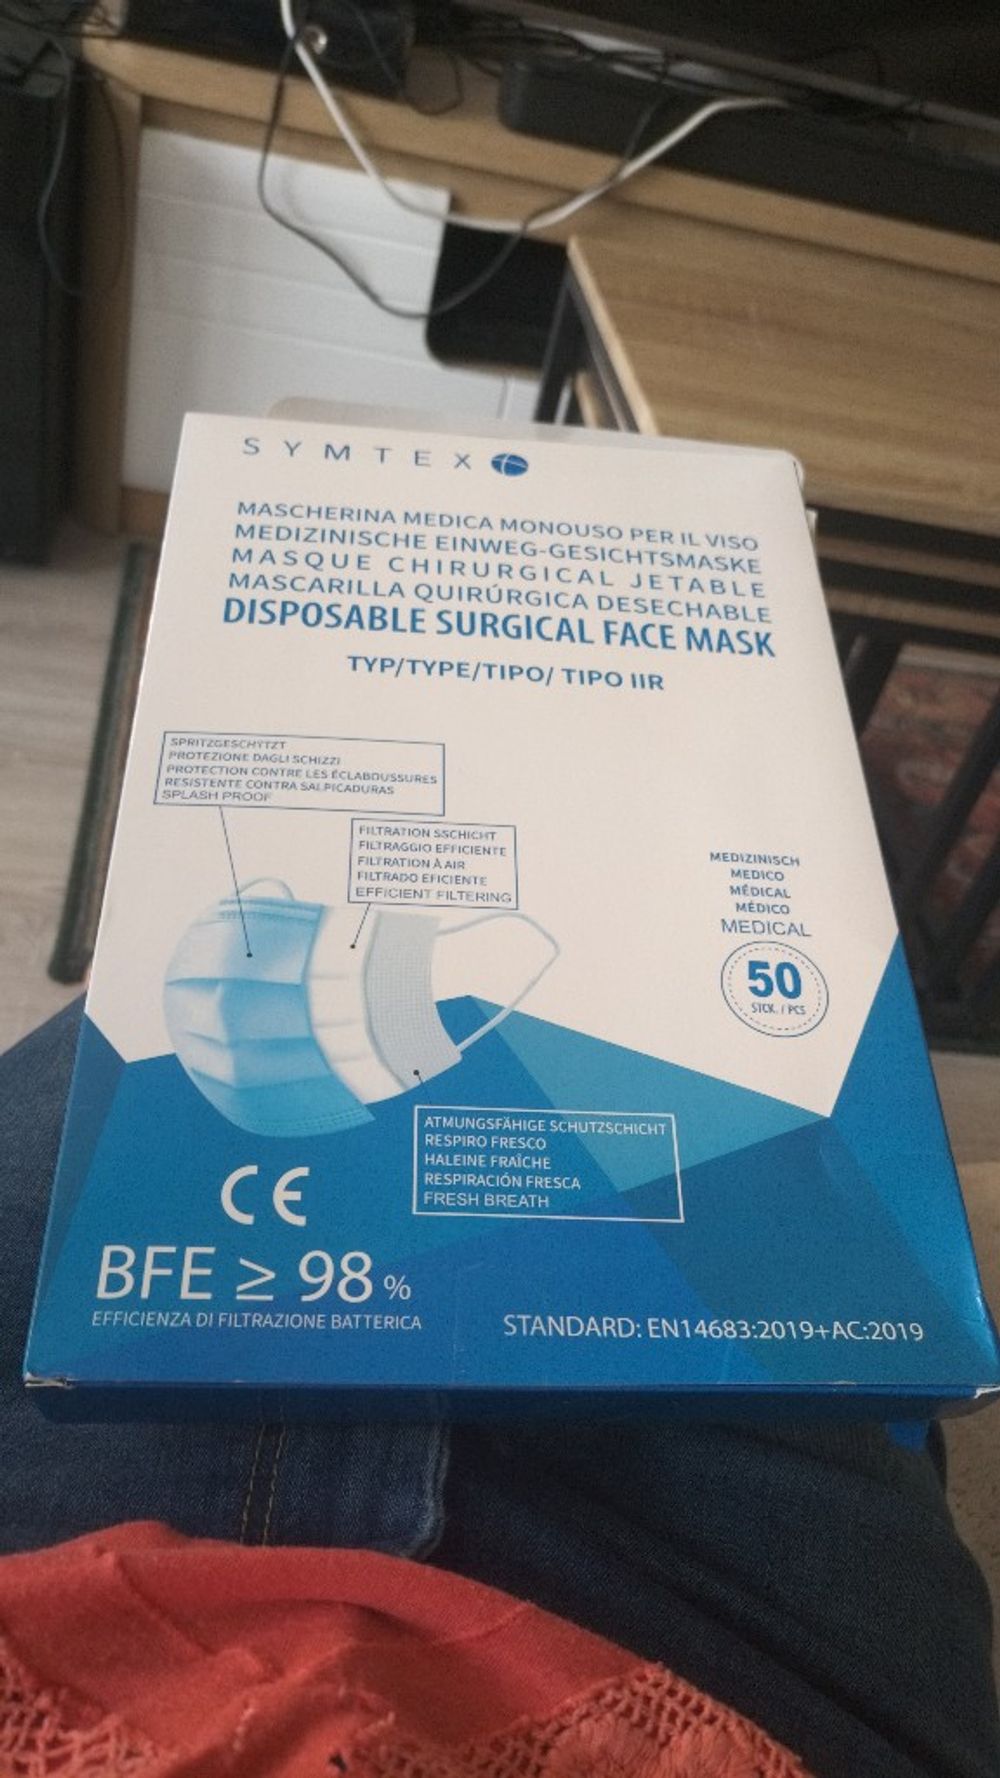 SYMTEX
MASCHERINA MEDICA MONOUSO PER IL VISO
MEDIZINISCHE EINWEG-GESICHTSMASKE
MASQUE CHIRURGICAL JETABLE
MASCARILLA QUIRÚRGICA DESECHABLE
DISPOSABLE SURGICAL FACE MASK
TYP/TYPE/TIPO/ TIPO IIR
SPRITZGESCHYTZT
PROTEZIONE DAGLI SCHIZZI
PROTECTION CONTRE LES ÉCLABOUSSURES
RESISTENTE CONTRA SALPICADURAS
SPLASH PROOF
FILTRATION SSCHICHT
FILTRAGGIO EFFICIENTE
FILTRATION À AIR
FILTRADO EFICIENTE
EFFICIENT FILTERING
MEDIZINISCH
MEDICO
MÉDICAL
MÉDICO
MEDICAL
50
STCK. / PCS
ATMUNGSFÄHIGE SCHUTZSCHICHT
RESPIRO FRESCO
HALEINE FRAÎCHE
RESPIRACIÓN FRESCA
FRESH BREATH
CE
BFE ≥ 98 %
EFFICIENZA DI FILTRAZIONE BATTERICA
STANDARD: EN14683:2019+AC:2019